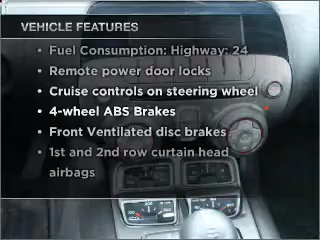 VEHICLE FEATURES
• Fuel Consumption: Highway: 24
• Remote power door locks
• Cruise controls on steering wheel
• 4-wheel ABS Brakes
• Front Ventilated disc brakes
• 1st and 2nd row curtain head
airbags